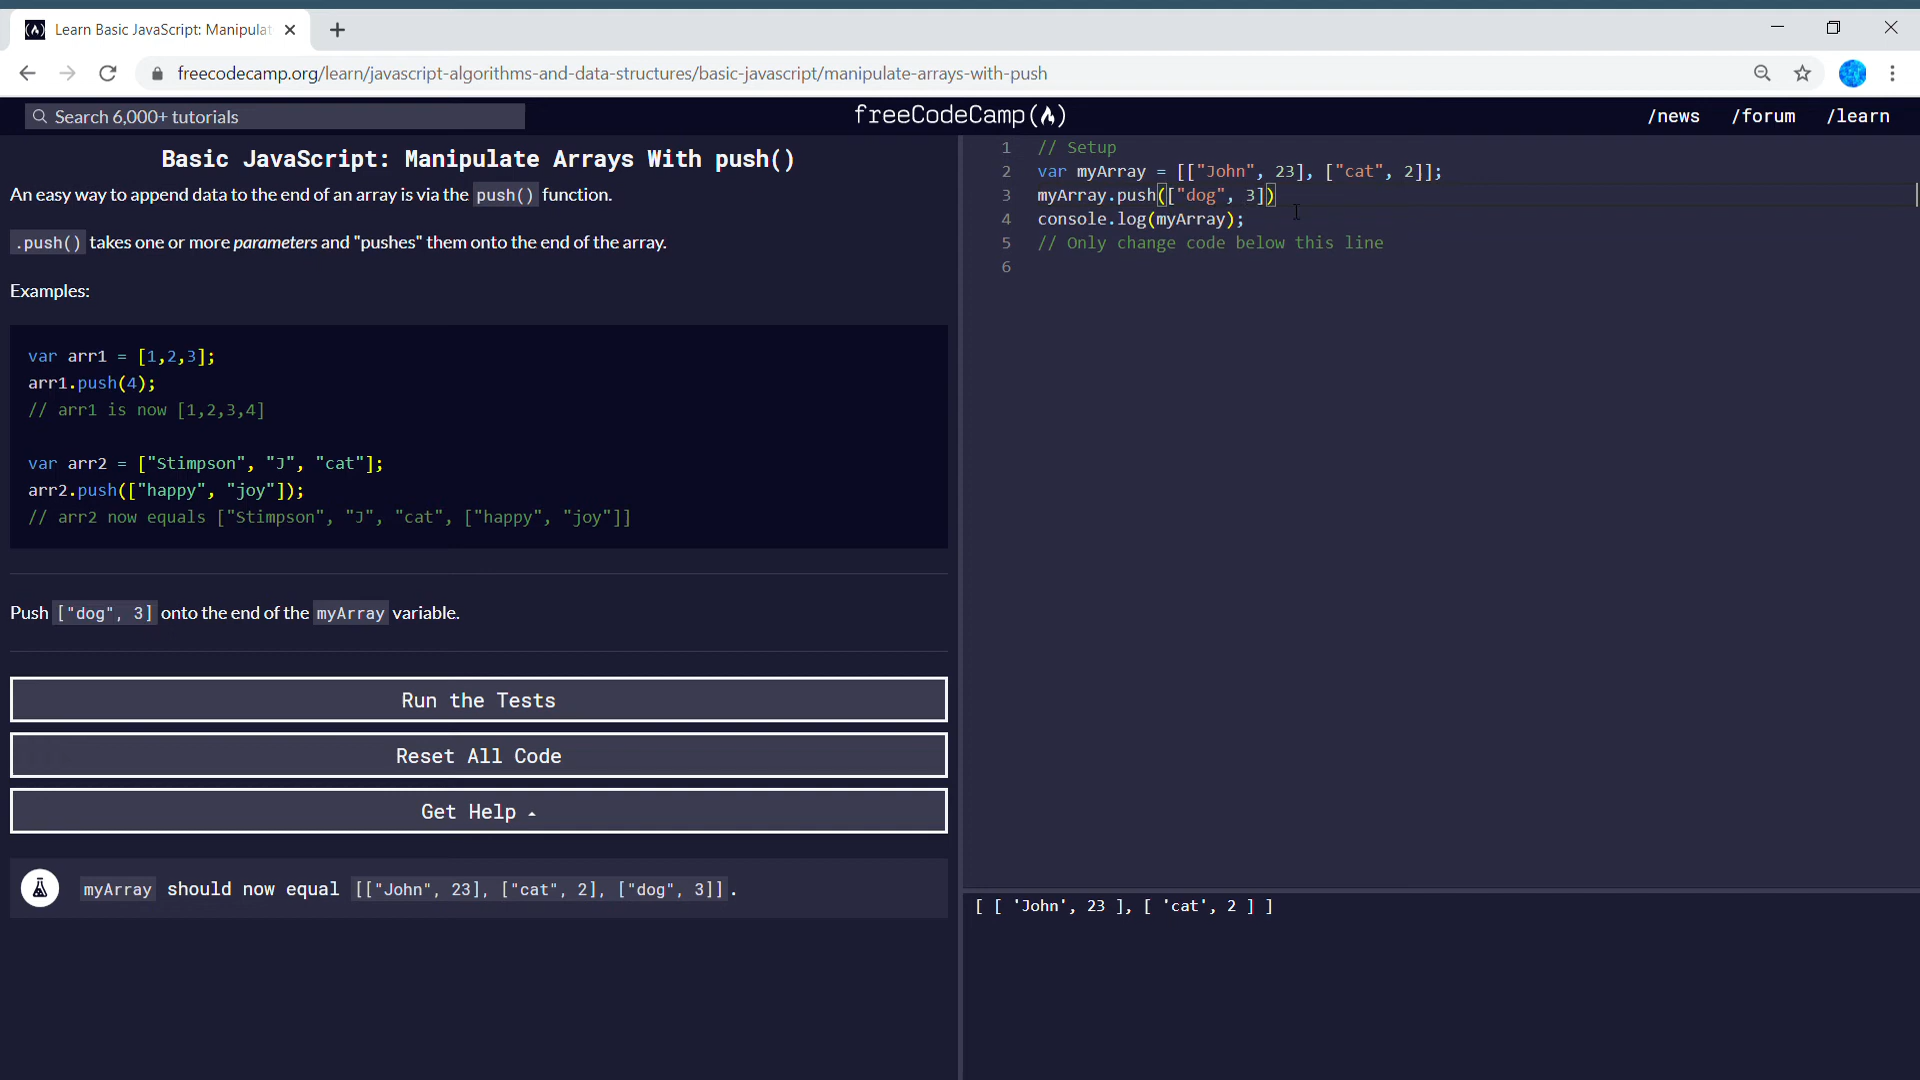 Learn Basic JavaScript: Manipulat
freecodecamp.org/learn/javascript-algorithms-and-data-structures/basic-javascript/manipulate-arrays-with-push
Search 6,000+ tutorials
freeCodeCamp
/news
/forum
/learn
Basic JavaScript: Manipulate Arrays With push()
An easy way to append data to the end of an array is via the push() function.
.push() takes one or more parameters and "pushes" them onto the end of the array.
Examples:
var arr1 = [1,2,3];
arr1.push(4);
// arr1 is now [1,2,3,4]
var arr2 = ["Stimpson", "J", "cat"];
arr2.push(["happy", "joy"]);
// arr2 now equals ["Stimpson", "J", "cat", ["happy", "joy"]]
Push ["dog", 3] onto the end of the myArray variable.
Run the Tests
Reset All Code
Get Help
myArray should now equal [["John", 23], ["cat", 2], ["dog", 3]].
1 // Setup
2 var myArray = [["John", 23], ["cat", 2]];
3 myArray.push(["dog", 3])
4 console.log(myArray);
5 // Only change code below this line
6
[ [ 'John', 23 ], [ 'cat', 2 ] ]